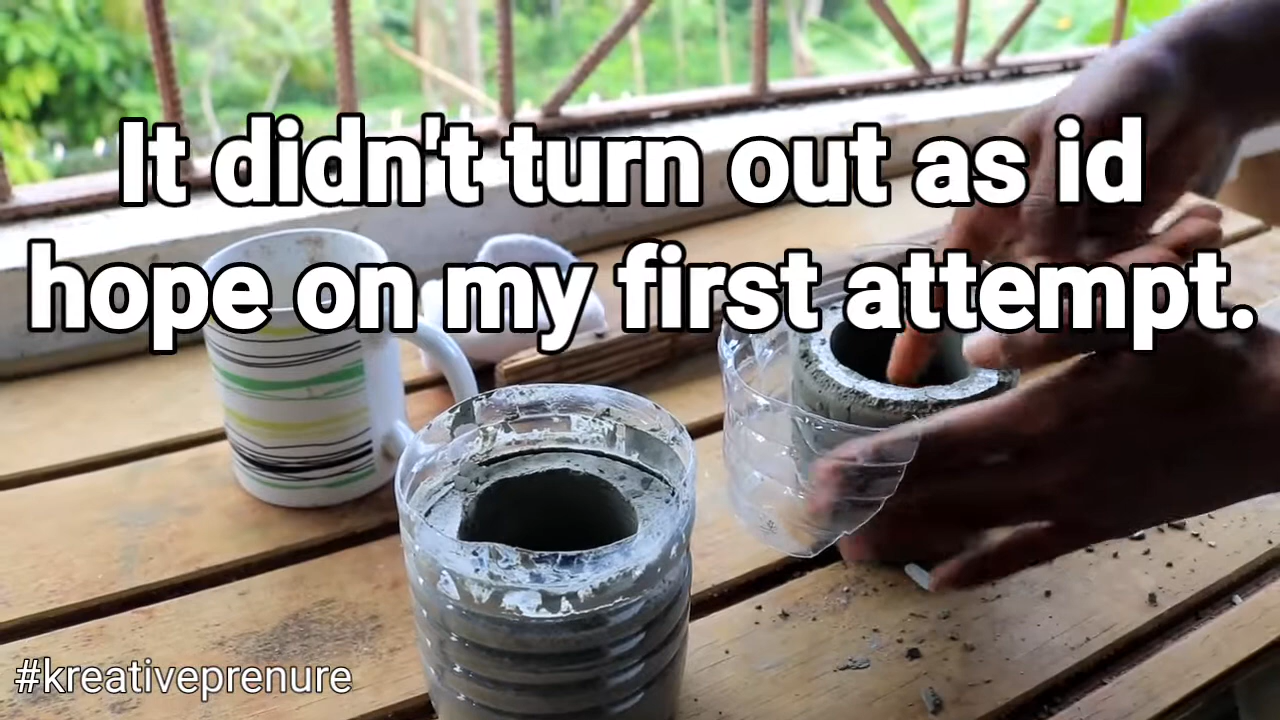 It didn't turn out as id
hope on my first attempt.
#kreativeprenure